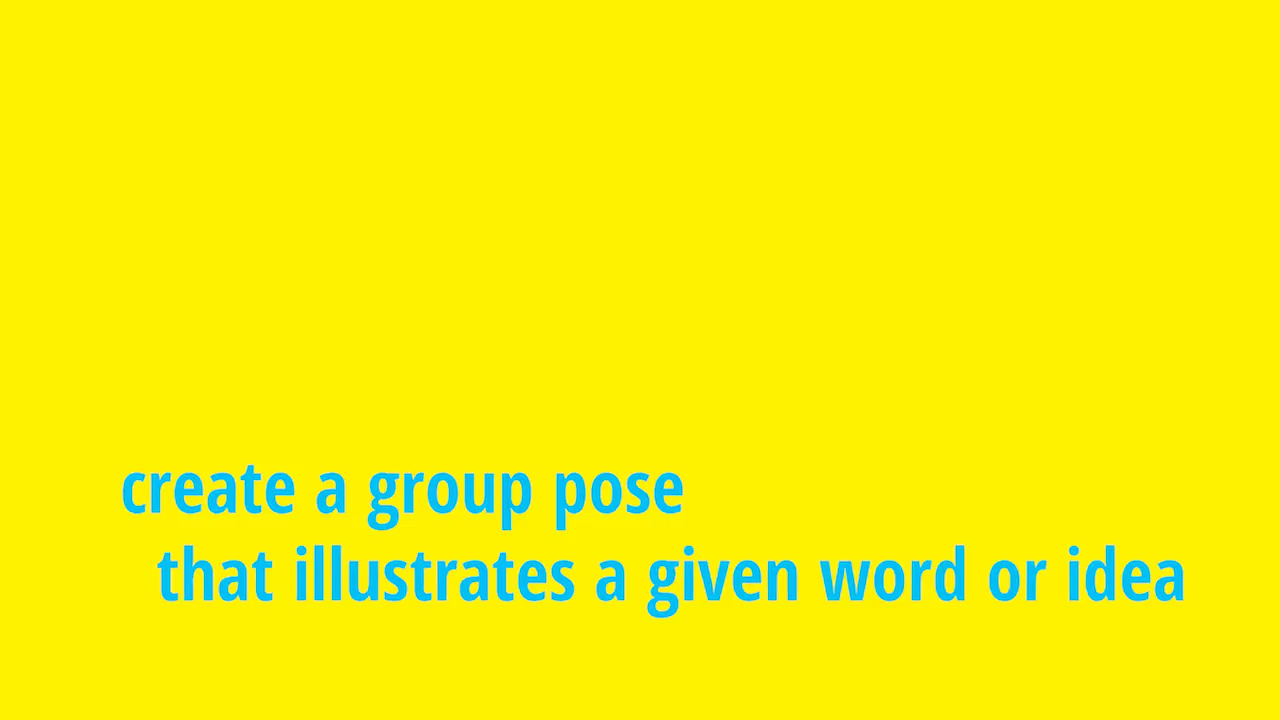 create a group pose
that illustrates a given word or idea